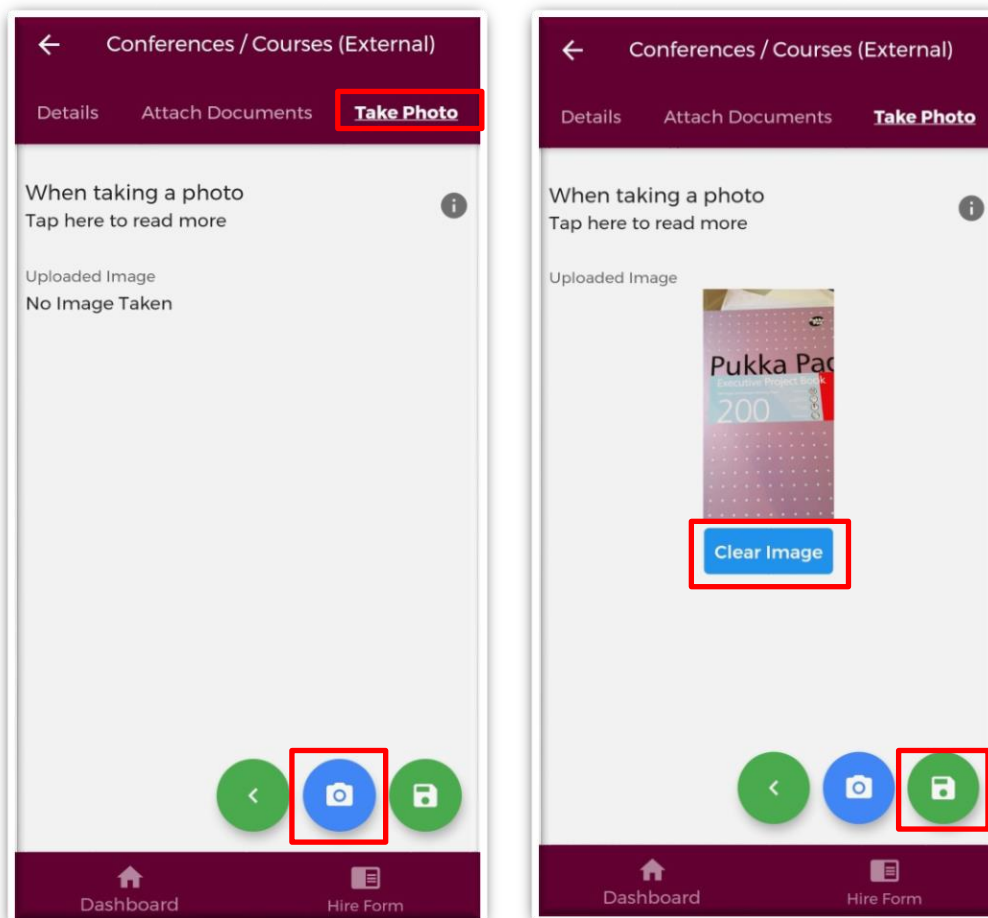 Conferences / Courses (External)
Details Attach Documents Take Photo
When taking a photo
Tap here to read more
Uploaded Image
No Image Taken
Dashboard Hire Form
Conferences / Courses (External)
Details Attach Documents Take Photo
When taking a photo
Tap here to read more
Uploaded Image
Pukka Pad
Executive Project Book
200
Clear Image
Dashboard Hire Form